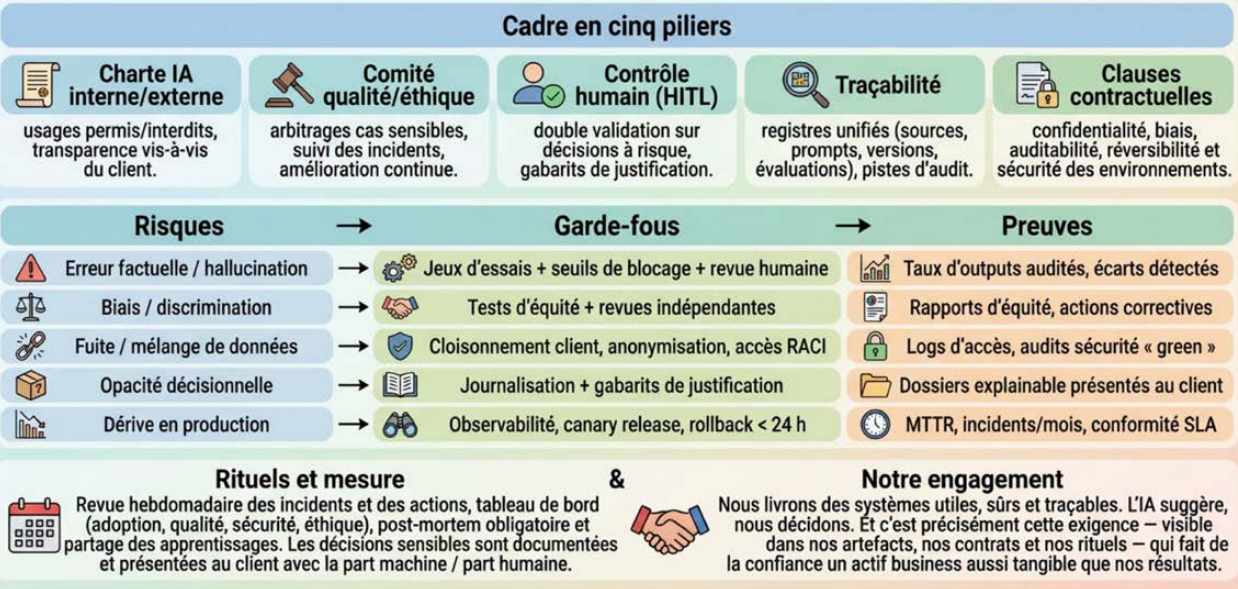 Cadre en cinq piliers
Charte IA
interne/externe
usages permis/interdits,
transparence vis-à-vis
du client.
Comité
qualité/éthique
arbitrages cas sensibles,
suivi des incidents,
amélioration continue.
Contrôle
humain (HITL)
double validation sur
décisions à risque,
gabarits de justification.
Traçabilité
registres unifiés (sources,
prompts, versions,
évaluations), pistes d'audit.
Clauses
contractuelles
confidentialité, biais,
auditabilité, réversibilité et
sécurité des environnements.
Risques → Garde-fous → Preuves
Erreur factuelle / hallucination → Jeux d'essais + seuils de blocage + revue humaine Taux d'outputs audités, écarts détectés
Biais / discrimination → Tests d'équité + revues indépendantes Rapports d'équité, actions correctives
Fuite / mélange de données → Cloisonnement client, anonymisation, accès RACI Logs d'accès, audits sécurité « green »
Opacité décisionnelle → Journalisation + gabarits de justification Dossiers explainable présentés au client
Dérive en production → Observabilité, canary release, rollback < 24 h MTTR, incidents/mois, conformité SLA
Rituels et mesure
Revue hebdomadaire des incidents et des actions, tableau de bord
(adoption, qualité, sécurité, éthique), post-mortem obligatoire et
partage des apprentissages. Les décisions sensibles sont documentées
et présentées au client avec la part machine / part humaine.
&
Notre engagement
Nous livrons des systèmes utiles, sûrs et traçables. L'IA suggère,
nous décidons. Et c'est précisément cette exigence — visible
dans nos artefacts, nos contrats et nos rituels — qui fait de
la confiance un actif business aussi tangible que nos résultats.